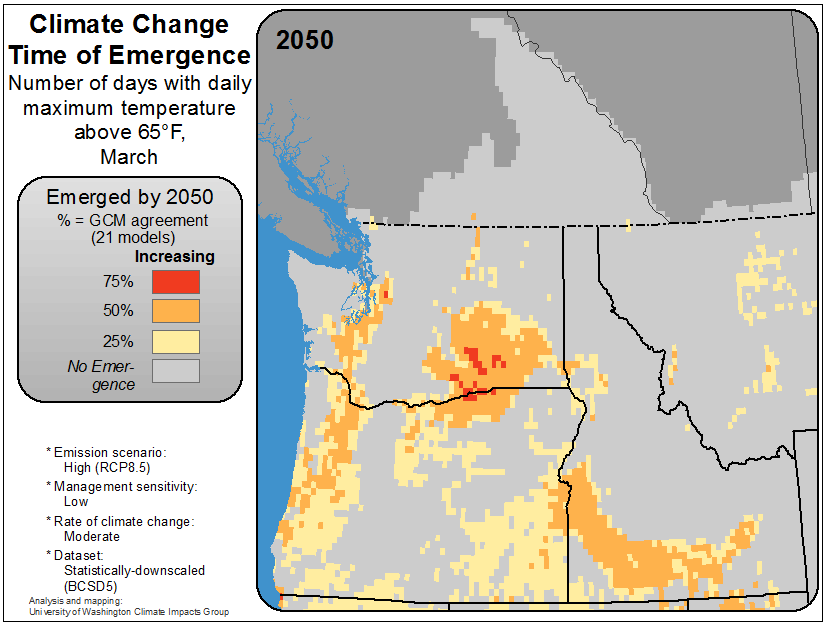 Climate Change
Time of Emergence
Number of days with daily
maximum temperature
above 65°F,
March
2050
Emerged by 2050
% = GCM agreement
(21 models)
Increasing
75%
50%
25%
No Emer-
gence
* Emission scenario:
High (RCP8.5)
* Management sensitivity:
Low
* Rate of climate change:
Moderate
* Dataset:
Statistically-downscaled
(BCSD5)
Analysis and mapping:
University of Washington Climate Impacts Group